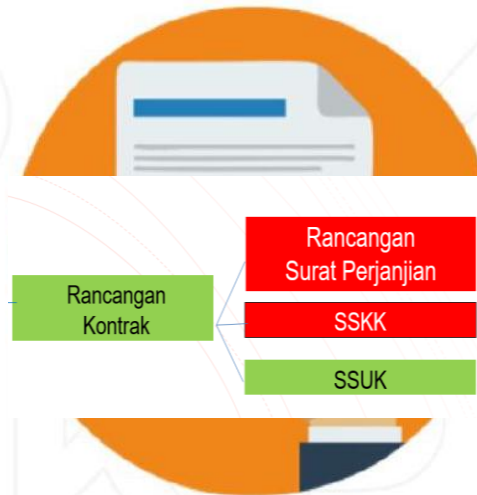 Rancangan
Kontrak
Rancangan
Surat Perjanjian
SSKK
SSUK